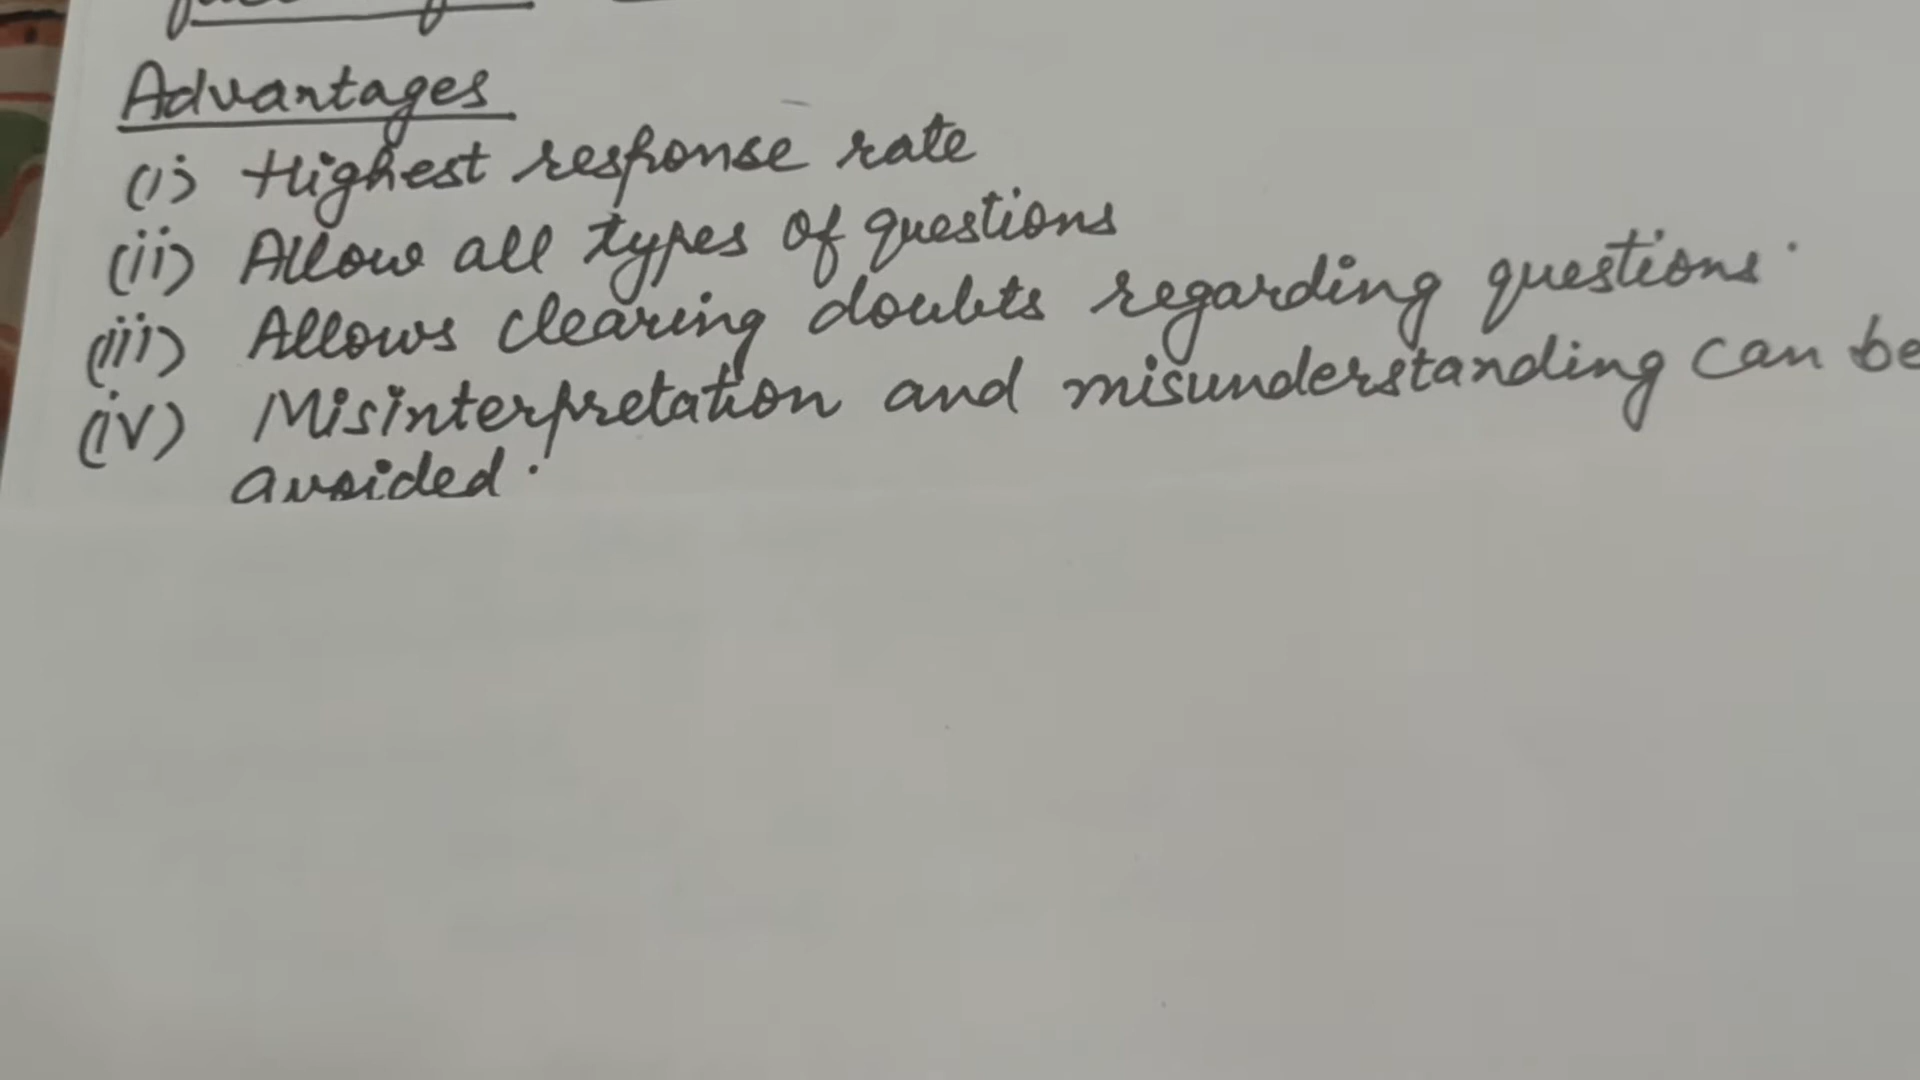 Advantages
(i) Highest response rate
(ii) Allow all types of questions
(iii) Allows clearing doubts regarding questions.
(iv) Misinterpretation and misunderstanding can be
avoided.